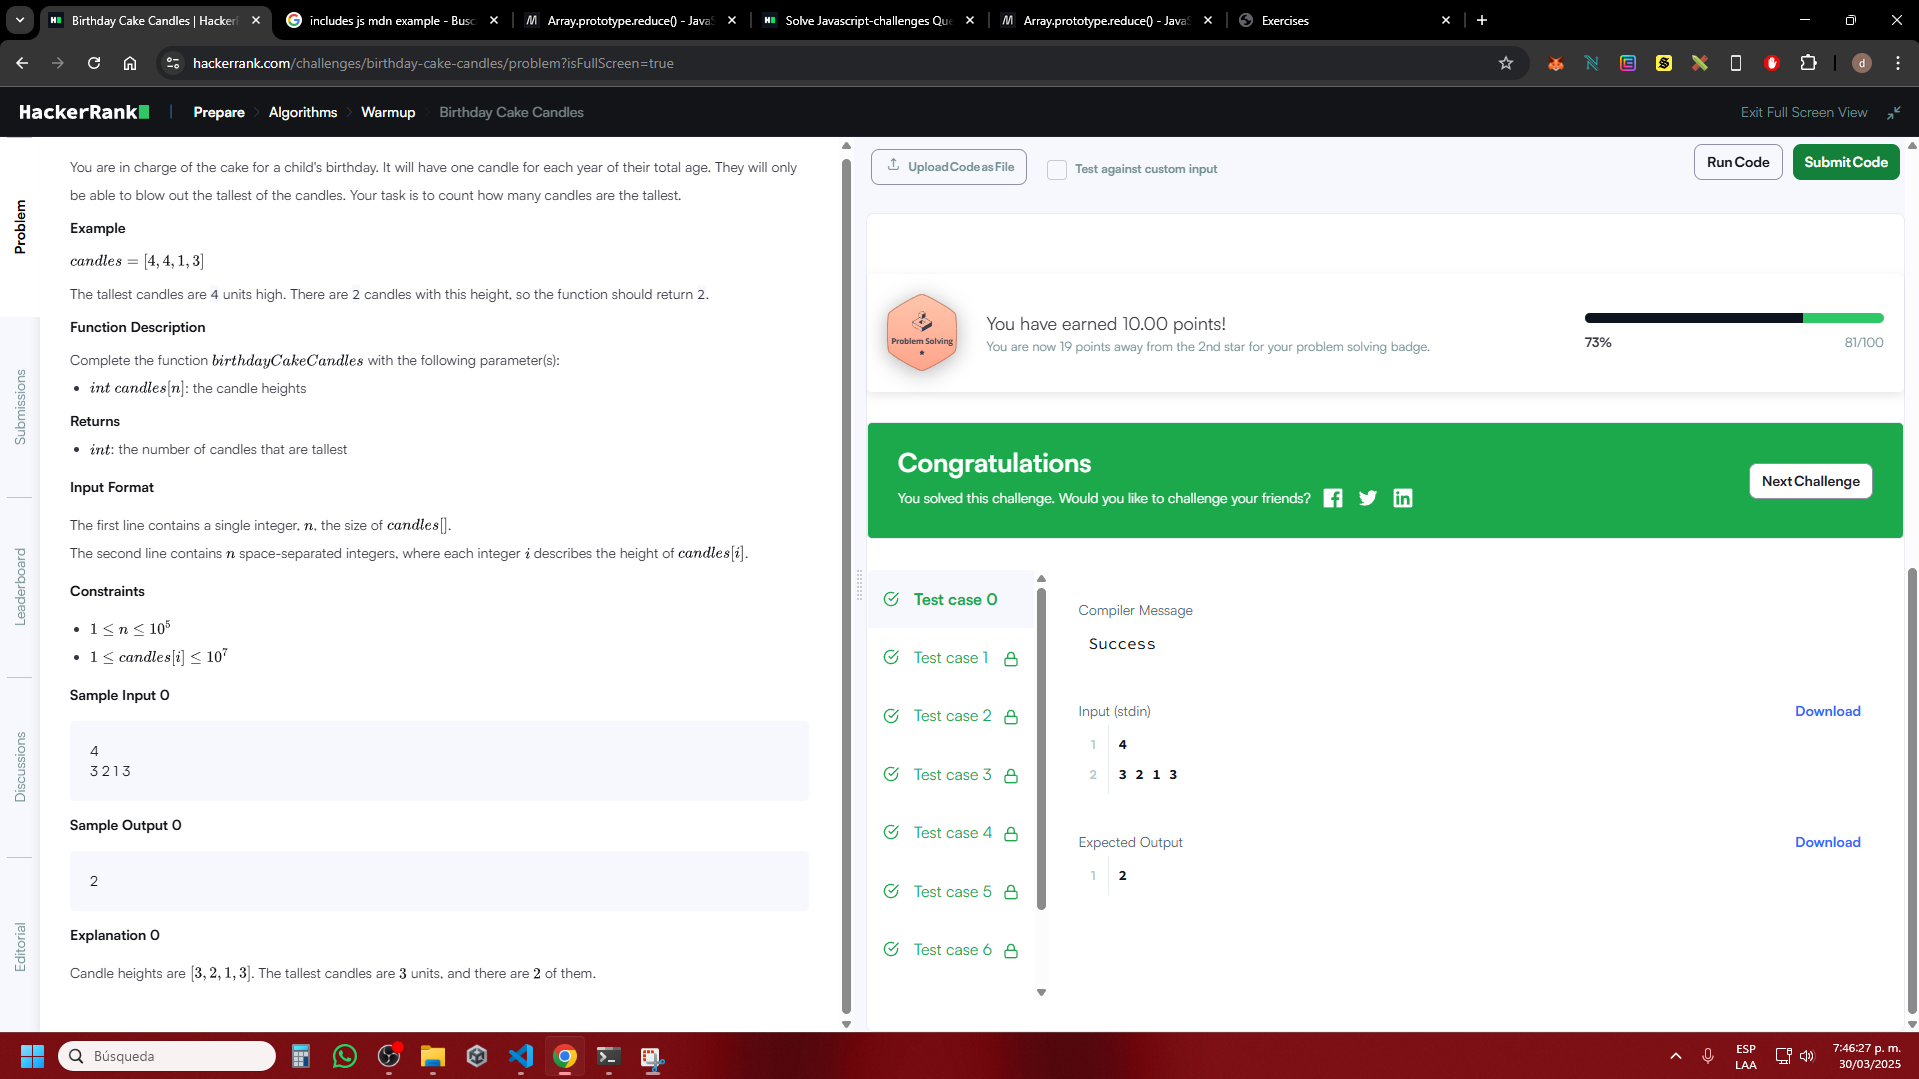 Birthday Cake Candles | HackerR
includes js mdn example - Busc
Array.prototype.reduce() - JavaS
Solve Javascript-challenges Que
Array.prototype.reduce() - JavaS
Exercises
hackerrank.com/challenges/birthday-cake-candles/problem?isFullScreen=true
d
HackerRank
Prepare
Algorithms
Warmup
Birthday Cake Candles
Exit Full Screen View
Problem
Submissions
Leaderboard
Discussions
Editorial
You are in charge of the cake for a child's birthday. It will have one candle for each year of their total age. They will only
be able to blow out the tallest of the candles. Your task is to count how many candles are the tallest.
Example
candles = [4, 4, 1, 3]
The tallest candles are 4 units high. There are 2 candles with this height, so the function should return 2.
Function Description
Complete the function birthdayCakeCandles with the following parameter(s):
• int candles[n]: the candle heights
Returns
• int: the number of candles that are tallest
Input Format
The first line contains a single integer, n, the size of candles[].
The second line contains n space-separated integers, where each integer i describes the height of candles[i].
Constraints
• 1 ≤ n ≤ 10⁵
• 1 ≤ candles[i] ≤ 10⁷
Sample Input 0
4
3 2 1 3
Sample Output 0
2
Explanation 0
Candle heights are [3, 2, 1, 3]. The tallest candles are 3 units, and there are 2 of them.
Upload Code as File
Test against custom input
Run Code
Submit Code
Problem Solving
You have earned 10.00 points!
You are now 19 points away from the 2nd star for your problem solving badge.
73%
81/100
Congratulations
You solved this challenge. Would you like to challenge your friends?
Next Challenge
Test case 0
Test case 1
Test case 2
Test case 3
Test case 4
Test case 5
Test case 6
Compiler Message
Success
Input (stdin)
Download
1 4
2 3 2 1 3
Expected Output
Download
1 2
Búsqueda
ESP
LAA
7:46:27 p. m.
30/03/2025